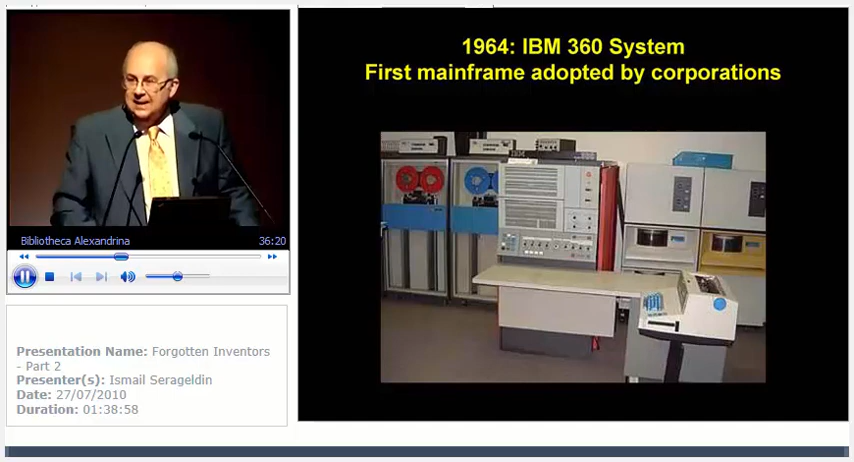 Bibliotheca Alexandrina
36:20
Presentation Name: Forgotten Inventors
- Part 2
Presenter(s): Ismail Serageldin
Date: 27/07/2010
Duration: 01:38:58
1964: IBM 360 System
First mainframe adopted by corporations
IBM